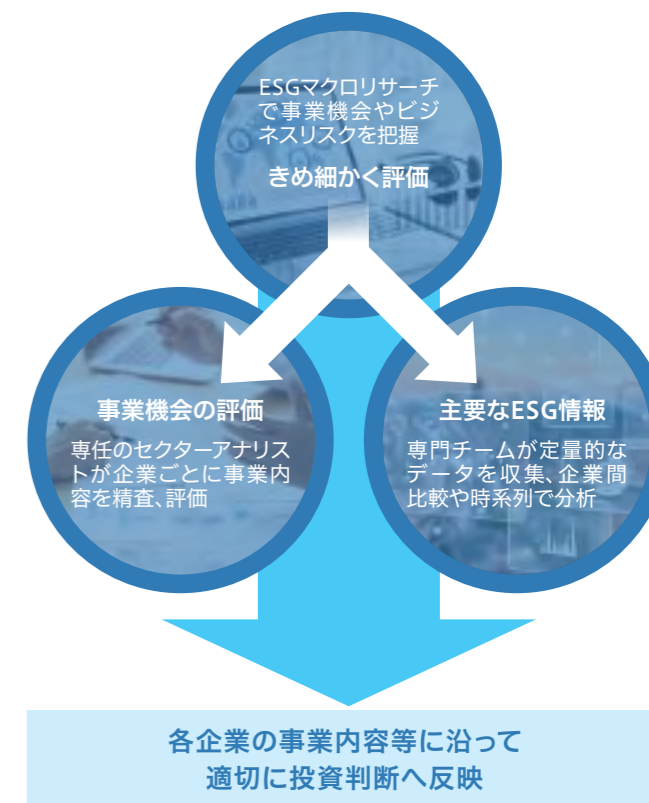 ESGマクロリサーチ
で事業機会やビジ
ネスリスクを把握
きめ細かく評価
事業機会の評価
専任のセクターアナリス
トが企業ごとに事業内
容を精査、評価
主要なESG情報
専門チームが定量的な
データを収集、企業間
比較や時系列で分析
各企業の事業内容等に沿って
適切に投資判断へ反映